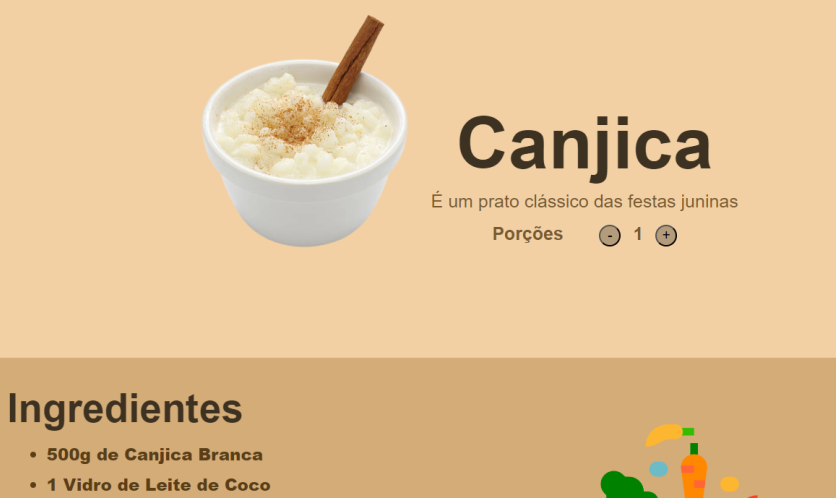 Canjica
É um prato clássico das festas juninas
Porções - 1 +
Ingredientes
• 500g de Canjica Branca
• 1 Vidro de Leite de Coco